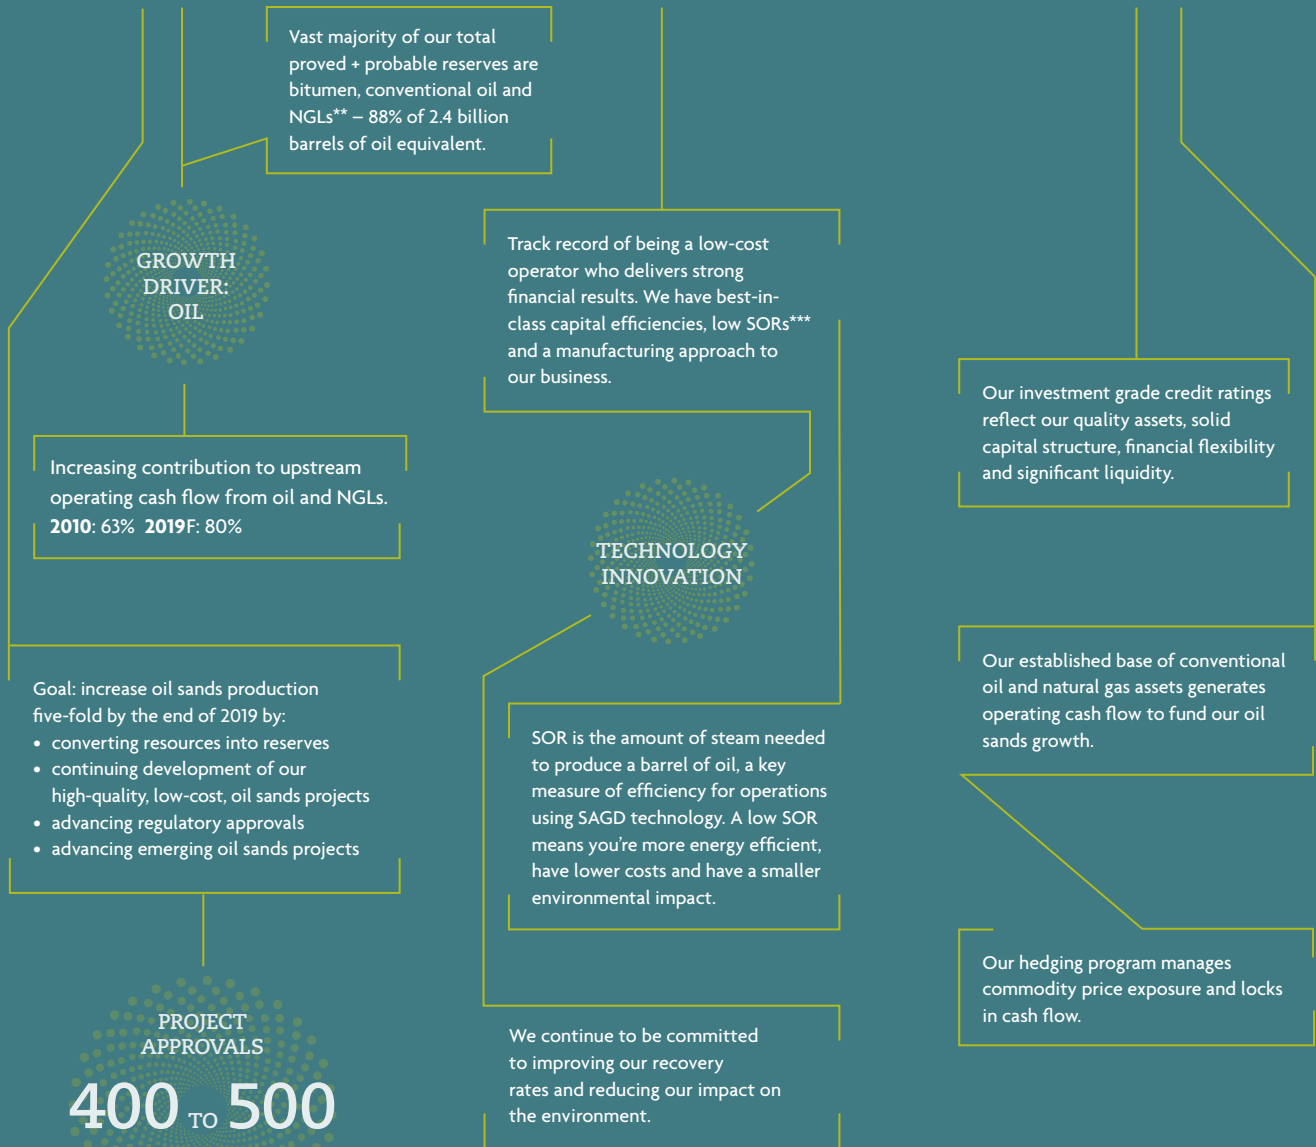 Vast majority of our total
proved + probable reserves are
bitumen, conventional oil and
NGLs** – 88% of 2.4 billion
barrels of oil equivalent.
GROWTH
DRIVER:
OIL
Increasing contribution to upstream
operating cash flow from oil and NGLs.
2010: 63% 2019F: 80%
Goal: increase oil sands production
five-fold by the end of 2019 by:
• converting resources into reserves
• continuing development of our
high-quality, low-cost, oil sands projects
• advancing regulatory approvals
• advancing emerging oil sands projects
PROJECT
APPROVALS
400 TO 500
Track record of being a low-cost
operator who delivers strong
financial results. We have best-in-
class capital efficiencies, low SORs***
and a manufacturing approach to
our business.
TECHNOLOGY
INNOVATION
SOR is the amount of steam needed
to produce a barrel of oil, a key
measure of efficiency for operations
using SAGD technology. A low SOR
means you're more energy efficient,
have lower costs and have a smaller
environmental impact.
We continue to be committed
to improving our recovery
rates and reducing our impact on
the environment.
Our investment grade credit ratings
reflect our quality assets, solid
capital structure, financial flexibility
and significant liquidity.
Our established base of conventional
oil and natural gas assets generates
operating cash flow to fund our oil
sands growth.
Our hedging program manages
commodity price exposure and locks
in cash flow.